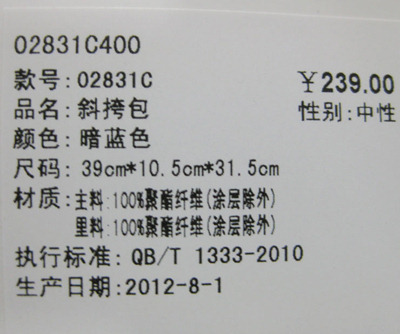 02831C400
款号: 02831C ￥239.00
品名: 斜挎包 性别:中性
颜色: 暗蓝色
尺码: 39cm*10.5cm*31.5cm
材质: 主料:100%聚酯纤维(涂层除外)
里料:100%聚酯纤维(涂层除外)
执行标准: QB/T 1333-2010
生产日期:2012-8-1